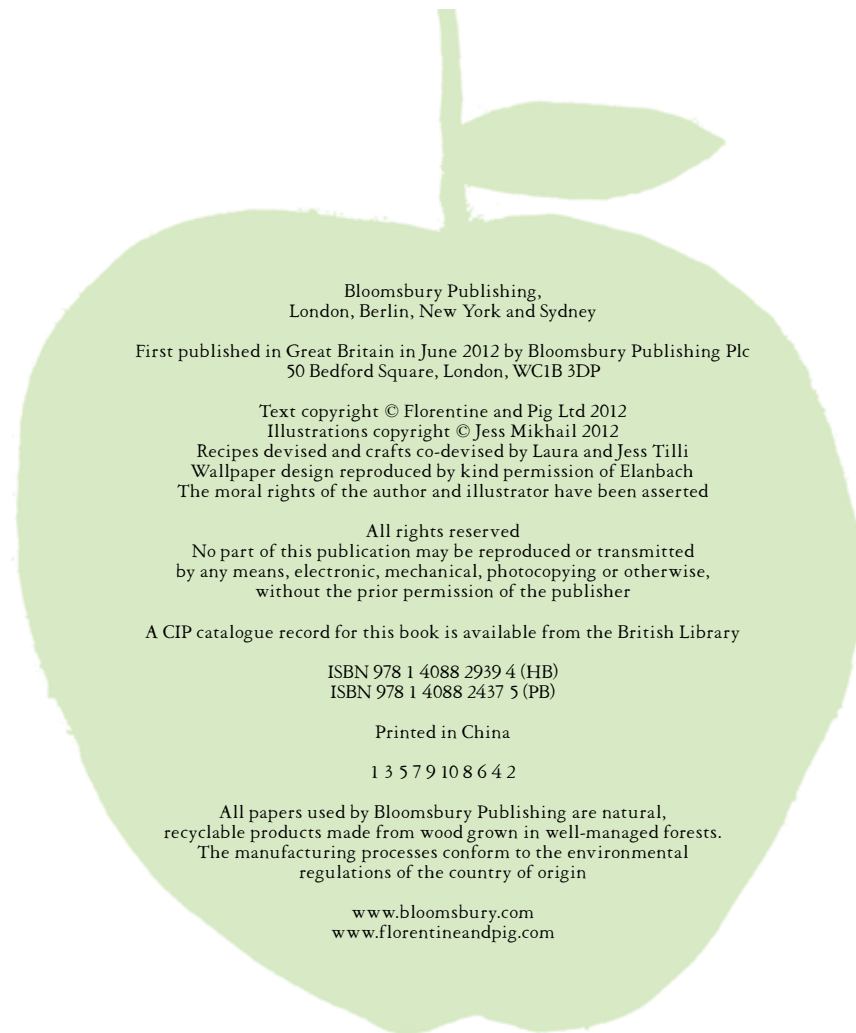 Bloomsbury Publishing,
London, Berlin, New York and Sydney
First published in Great Britain in June 2012 by Bloomsbury Publishing Plc
50 Bedford Square, London, WC1B 3DP
Text copyright © Florentine and Pig Ltd 2012
Illustrations copyright © Jess Mikhail 2012
Recipes devised and crafts co-devised by Laura and Jess Tilli
Wallpaper design reproduced by kind permission of Elanbach
The moral rights of the author and illustrator have been asserted
All rights reserved
No part of this publication may be reproduced or transmitted
by any means, electronic, mechanical, photocopying or otherwise,
without the prior permission of the publisher
A CIP catalogue record for this book is available from the British Library
ISBN 978 1 4088 2939 4 (HB)
ISBN 978 1 4088 2437 5 (PB)
Printed in China
1 3 5 7 9 10 8 6 4 2
All papers used by Bloomsbury Publishing are natural,
recyclable products made from wood grown in well-managed forests.
The manufacturing processes conform to the environmental
regulations of the country of origin
www.bloomsbury.com
www.florentineandpig.com